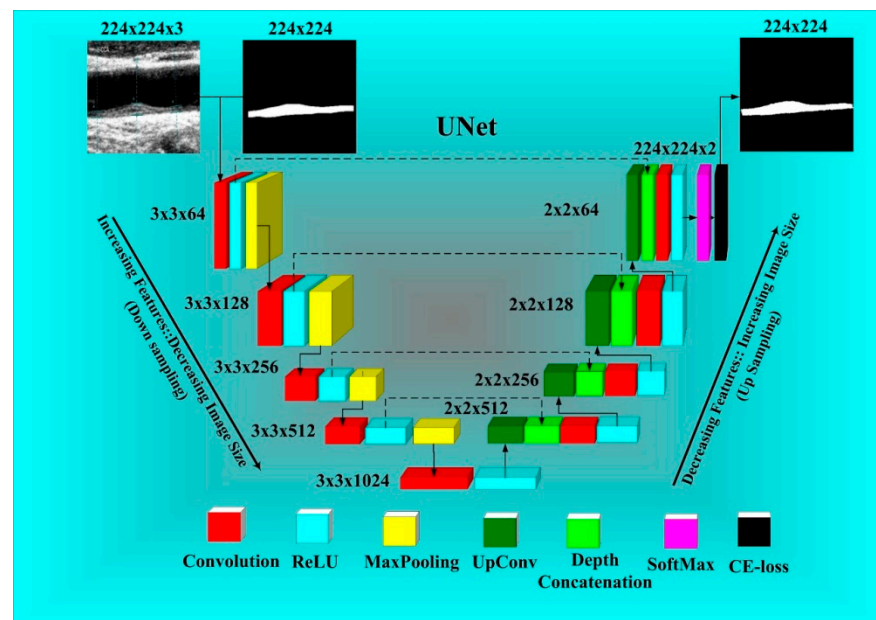 224x224x3
224x224
224x224
UNet
224x224x2
3x3x64
2x2x64
3x3x128
2x2x128
3x3x256
2x2x256
3x3x512
2x2x512
3x3x1024
Increasing Features::Decreasing Image Size
(Down sampling)
Decreasing Features:: Increasing Image Size
(Up Sampling)
Convolution
ReLU
MaxPooling
UpConv
Depth
Concatenation
SoftMax
CE-loss